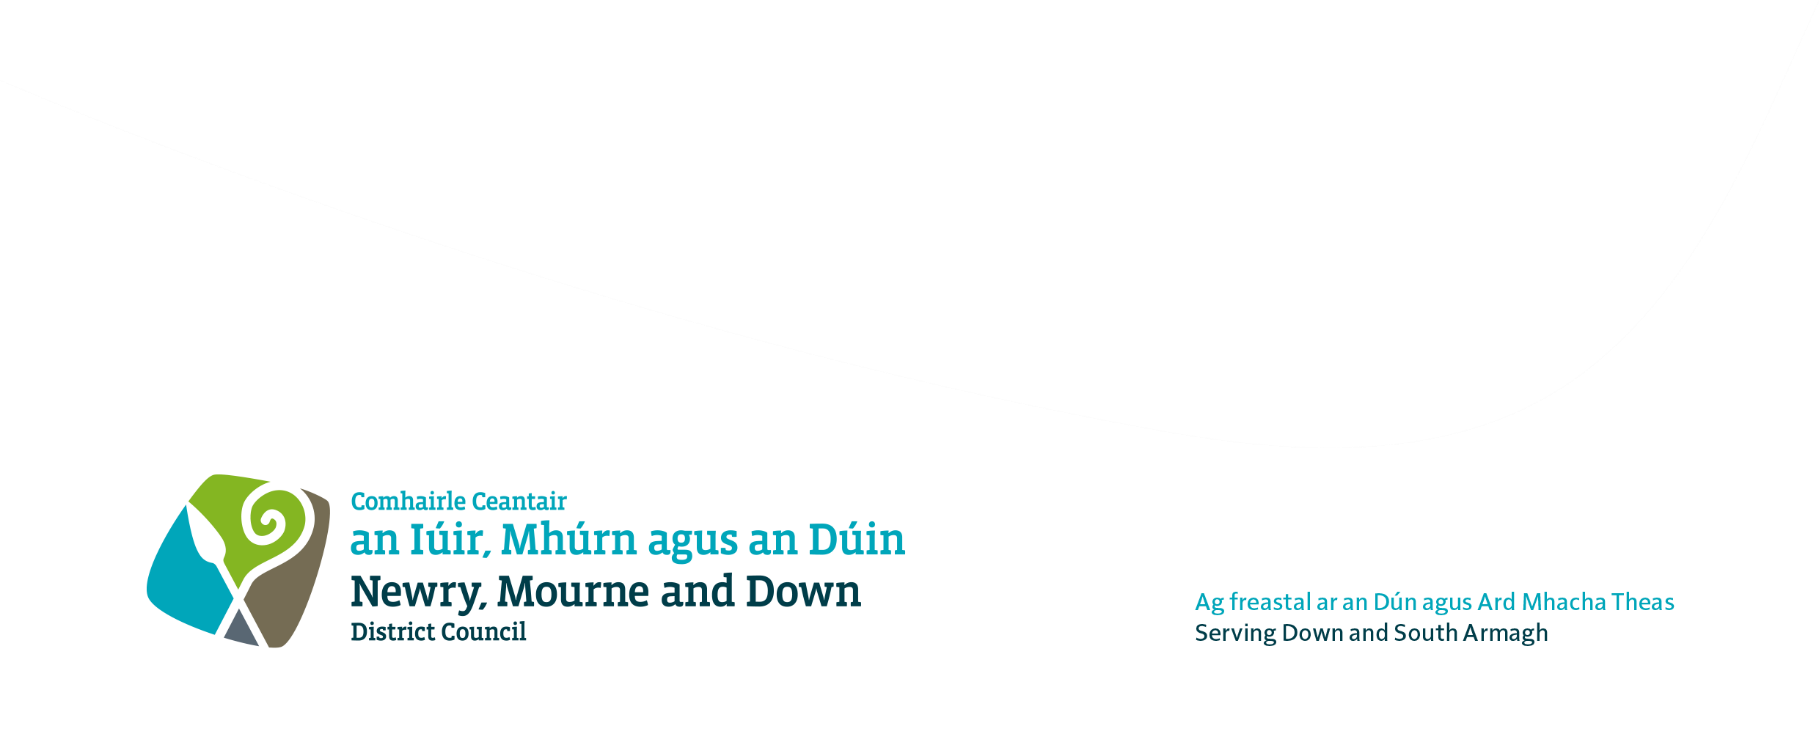 Comhairle Ceantair
an Iúir, Mhúrn agus an Dúin
Newry, Mourne and Down
District Council
Ag freastal ar an Dún agus Ard Mhacha Theas
Serving Down and South Armagh